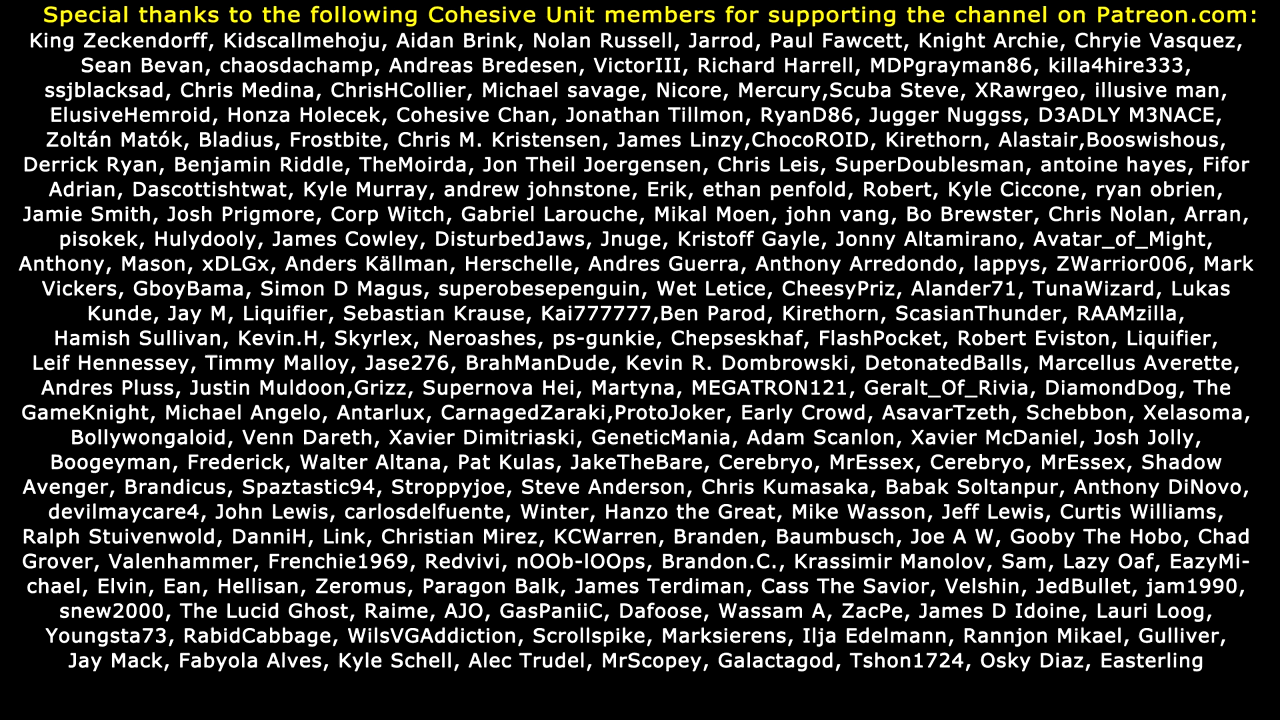 Special thanks to the following Cohesive Unit members for supporting the channel on Patreon.com:
King Zeckendorff, Kidscallmehoju, Aidan Brink, Nolan Russell, Jarrod, Paul Fawcett, Knight Archie, Chryie Vasquez,
Sean Bevan, chaosdachamp, Andreas Bredesen, VictorIII, Richard Harrell, MDPgrayman86, killa4hire333,
ssjblacksad, Chris Medina, ChrisHCollier, Michael savage, Nicore, Mercury,Scuba Steve, XRawrgeo, illusive man,
ElusiveHemroid, Honza Holecek, Cohesive Chan, Jonathan Tillmon, RyanD86, Jugger Nuggss, D3ADLY M3NACE,
Zoltán Matók, Bladius, Frostbite, Chris M. Kristensen, James Linzy,ChocoROID, Kirethorn, Alastair,Booswishous,
Derrick Ryan, Benjamin Riddle, TheMoirda, Jon Theil Joergensen, Chris Leis, SuperDoublesman, antoine hayes, Fifor
Adrian, Dascottishtwat, Kyle Murray, andrew johnstone, Erik, ethan penfold, Robert, Kyle Ciccone, ryan obrien,
Jamie Smith, Josh Prigmore, Corp Witch, Gabriel Larouche, Mikal Moen, john vang, Bo Brewster, Chris Nolan, Arran,
pisokek, Hulydooly, James Cowley, DisturbedJaws, Jnuge, Kristoff Gayle, Jonny Altamirano, Avatar_of_Might,
Anthony, Mason, xDLGx, Anders Källman, Herschelle, Andres Guerra, Anthony Arredondo, lappys, ZWarrior006, Mark
Vickers, GboyBama, Simon D Magus, superobesepenguin, Wet Letice, CheesyPriz, Alander71, TunaWizard, Lukas
Kunde, Jay M, Liquifier, Sebastian Krause, Kai777777,Ben Parod, Kirethorn, ScasianThunder, RAAMzilla,
Hamish Sullivan, Kevin.H, Skyrlex, Neroashes, ps-gunkie, Chepseskhaf, FlashPocket, Robert Eviston, Liquifier,
Leif Hennessey, Timmy Malloy, Jase276, BrahManDude, Kevin R. Dombrowski, DetonatedBalls, Marcellus Averette,
Andres Pluss, Justin Muldoon,Grizz, Supernova Hei, Martyna, MEGATRON121, Geralt_Of_Rivia, DiamondDog, The
GameKnight, Michael Angelo, Antarlux, CarnagedZaraki,ProtoJoker, Early Crowd, AsavarTzeth, Schebbon, Xelasoma,
Bollywongaloid, Venn Dareth, Xavier Dimitriaski, GeneticMania, Adam Scanlon, Xavier McDaniel, Josh Jolly,
Boogeyman, Frederick, Walter Altana, Pat Kulas, JakeTheBare, Cerebryo, MrEssex, Cerebryo, MrEssex, Shadow
Avenger, Brandicus, Spaztastic94, Stroppyjoe, Steve Anderson, Chris Kumasaka, Babak Soltanpur, Anthony DiNovo,
devilmaycare4, John Lewis, carlosdelfuente, Winter, Hanzo the Great, Mike Wasson, Jeff Lewis, Curtis Williams,
Ralph Stuivenwold, DanniH, Link, Christian Mirez, KCWarren, Branden, Baumbusch, Joe A W, Gooby The Hobo, Chad
Grover, Valenhammer, Frenchie1969, Redvivi, nOOb-lOOps, Brandon.C., Krassimir Manolov, Sam, Lazy Oaf, EazyMi-
chael, Elvin, Ean, Hellisan, Zeromus, Paragon Balk, James Terdiman, Cass The Savior, Velshin, JedBullet, jam1990,
snew2000, The Lucid Ghost, Raime, AJO, GasPaniiC, Dafoose, Wassam A, ZacPe, James D Idoine, Lauri Loog,
Youngsta73, RabidCabbage, WilsVGAddiction, Scrollspike, Marksierens, Ilja Edelmann, Rannjon Mikael, Gulliver,
Jay Mack, Fabyola Alves, Kyle Schell, Alec Trudel, MrScopey, Galactagod, Tshon1724, Osky Diaz, Easterling